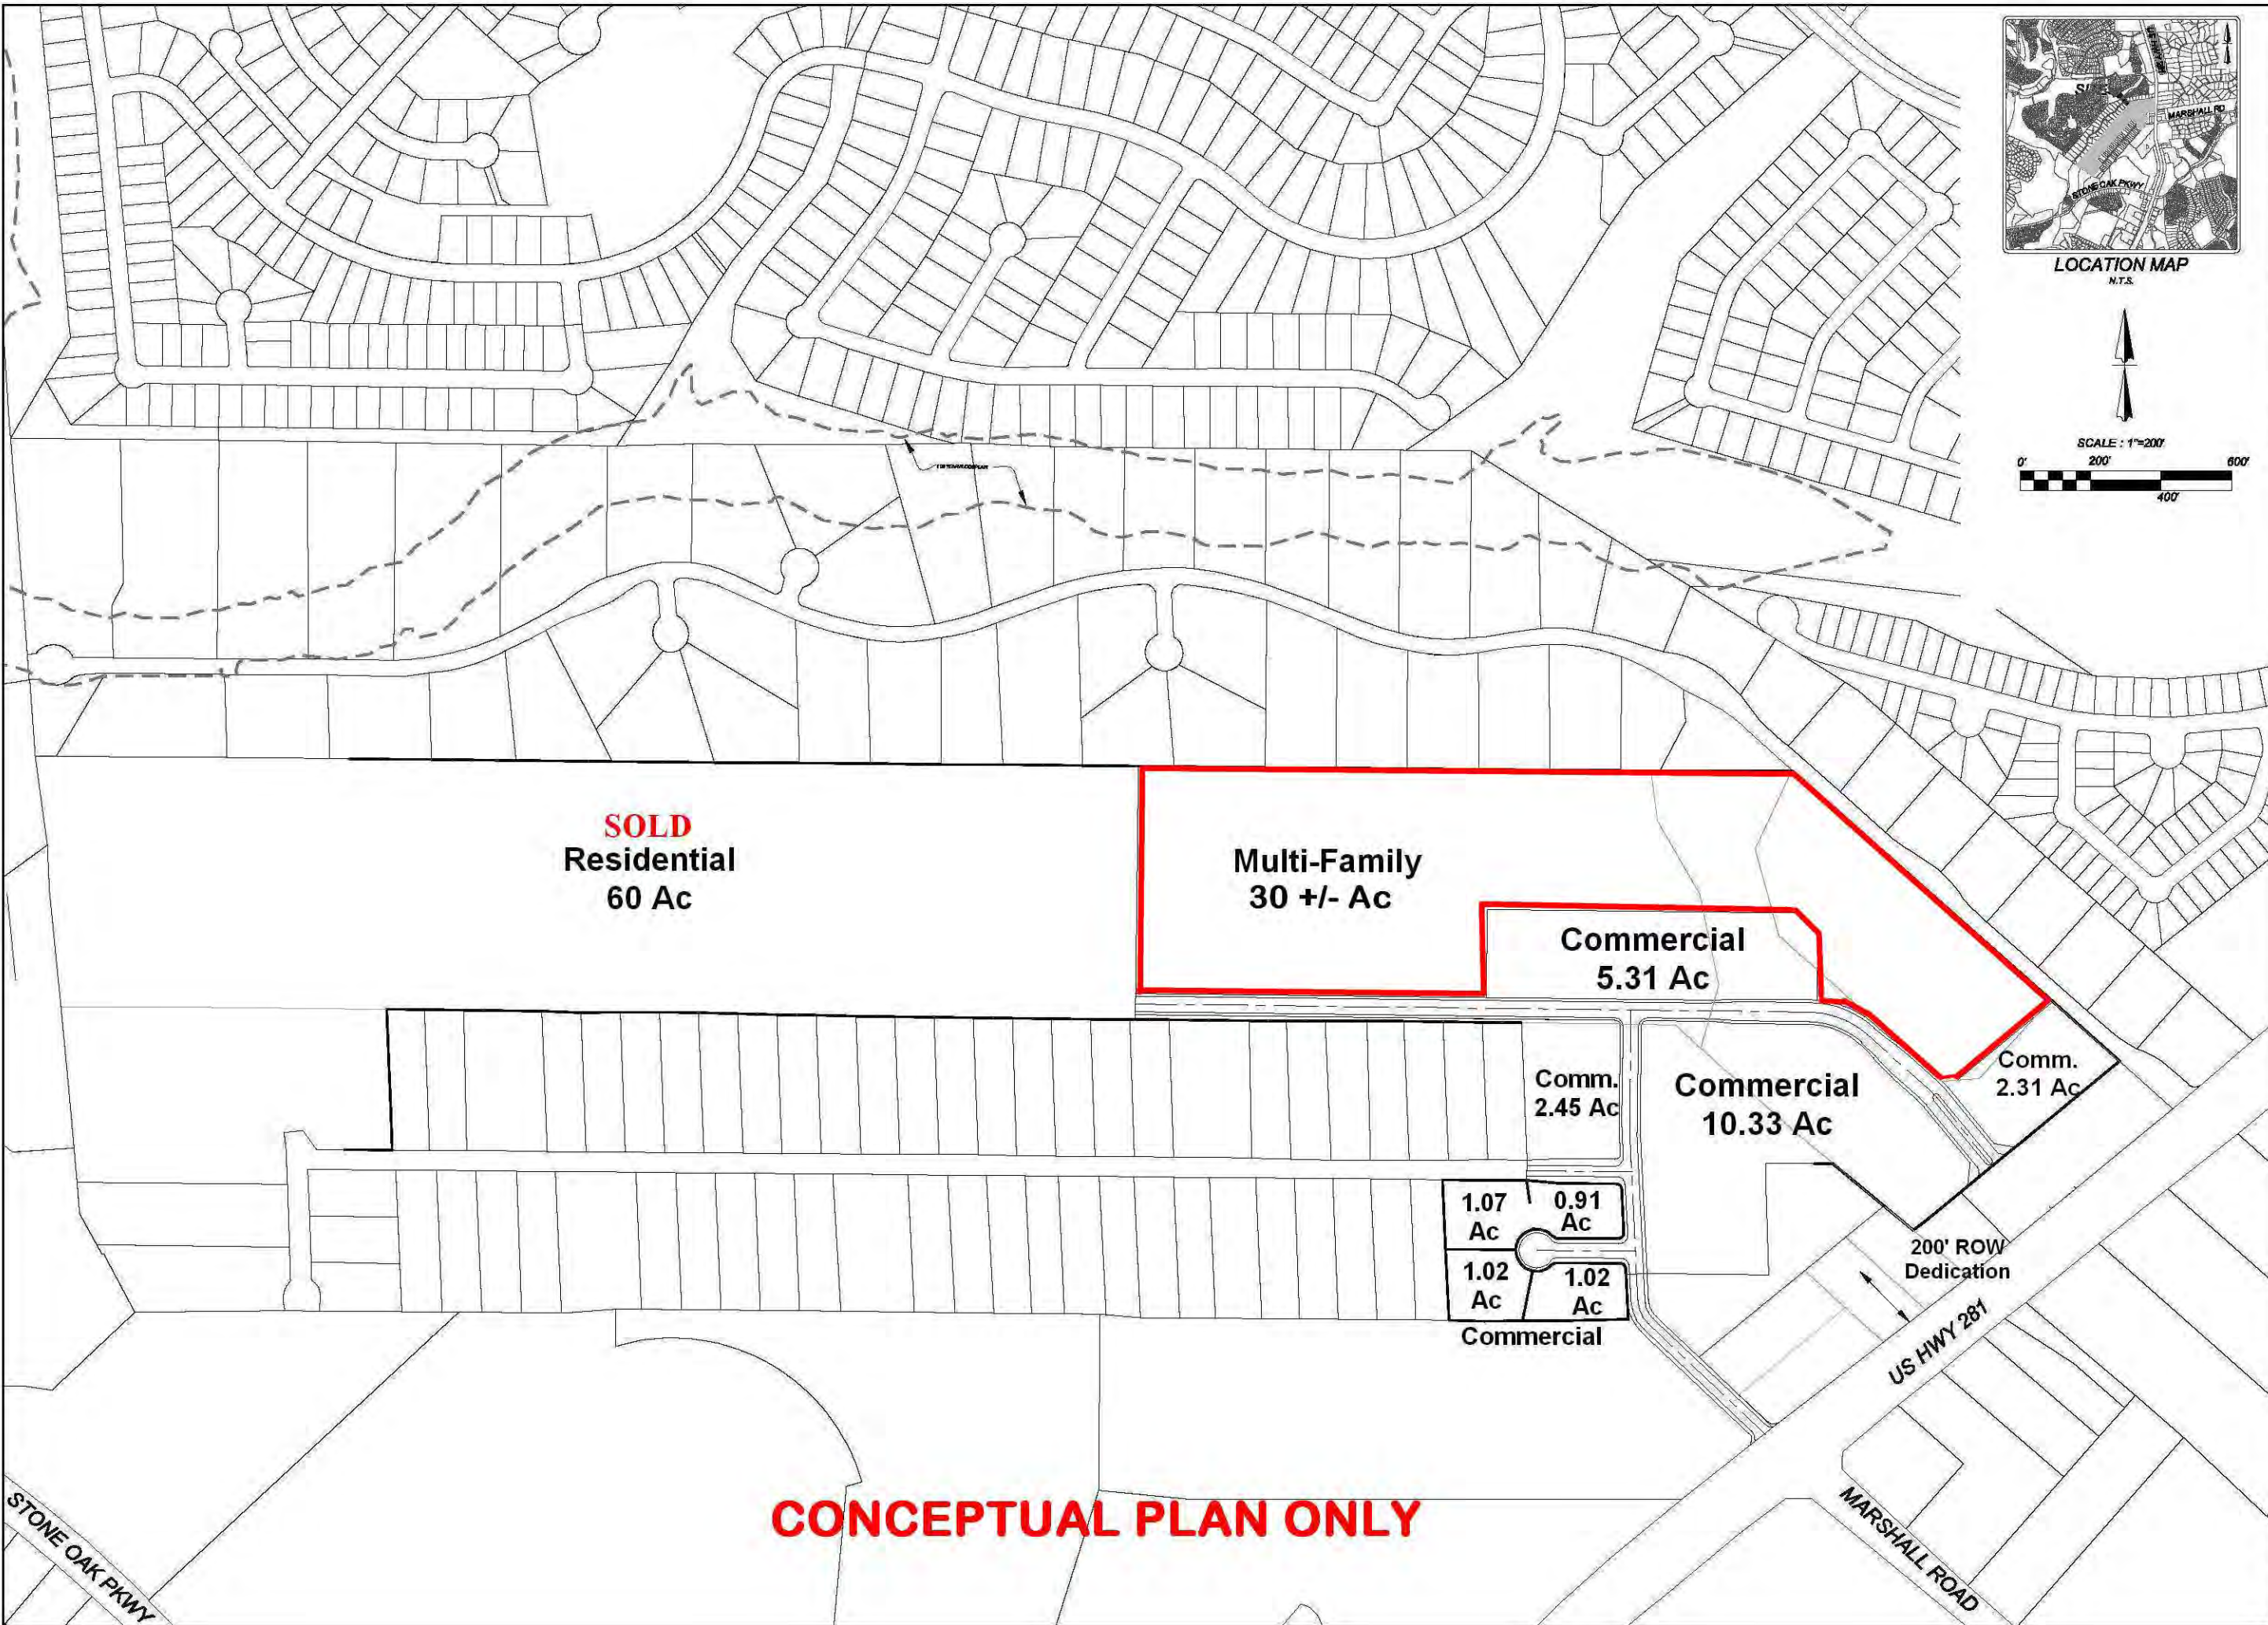 MARSHALL RD
STONE OAK PKWY
LOCATION MAP
N.T.S.
SCALE : 1"=200'
0'
200'
600'
400'
SOLD
Residential
60 Ac
Multi-Family
30 +/- Ac
Commercial
5.31 Ac
Comm.
2.45 Ac
Commercial
10.33 Ac
Comm.
2.31 Ac
1.07
Ac
0.91
Ac
1.02
Ac
1.02
Ac
Commercial
200' ROW
Dedication
US HWY 281
MARSHALL ROAD
STONE OAK PKWY
CONCEPTUAL PLAN ONLY